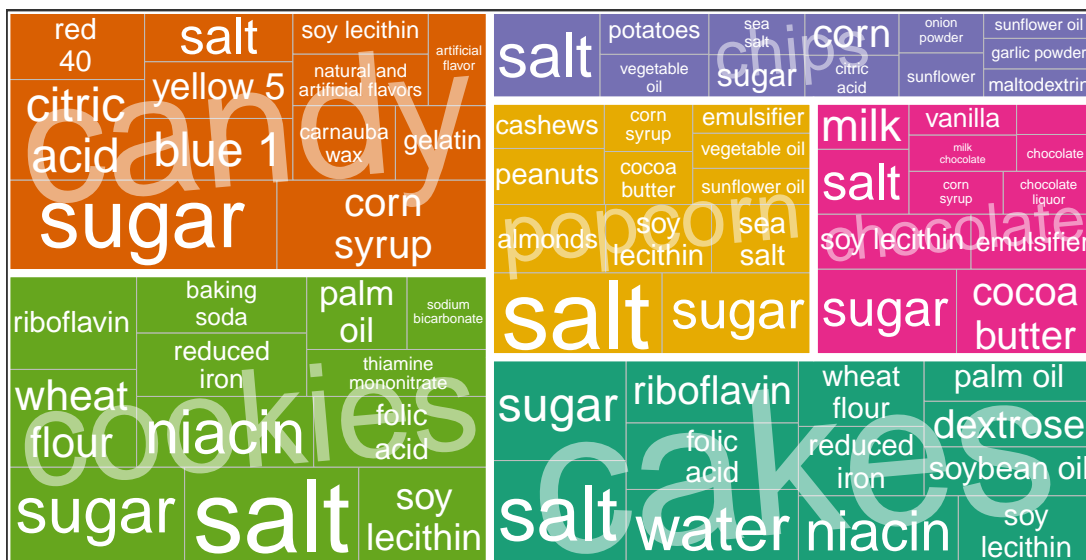 candy
red
40
salt
soy lecithin
artificial
flavor
citric
acid
yellow 5
natural and
artificial flavors
blue 1
carnauba
wax
gelatin
sugar
corn
syrup
chips
salt
potatoes
vegetable
oil
sea
salt
sugar
corn
citric
acid
onion
powder
sunflower
sunflower oil
garlic powder
maltodextrin
popcorn
cashews
corn
syrup
emulsifier
peanuts
cocoa
butter
vegetable oil
sunflower oil
almonds
soy
lecithin
sea
salt
salt
sugar
chocolate
milk
vanilla
salt
milk
chocolate
chocolate
corn
syrup
chocolate
liquor
soy lecithin
emulsifier
sugar
cocoa
butter
cookies
riboflavin
baking
soda
palm
oil
sodium
bicarbonate
reduced
iron
thiamine
mononitrate
wheat
flour
niacin
folic
acid
sugar
salt
soy
lecithin
cakes
sugar
riboflavin
wheat
flour
palm oil
dextrose
folic
acid
reduced
iron
soybean oil
salt
water
niacin
soy
lecithin